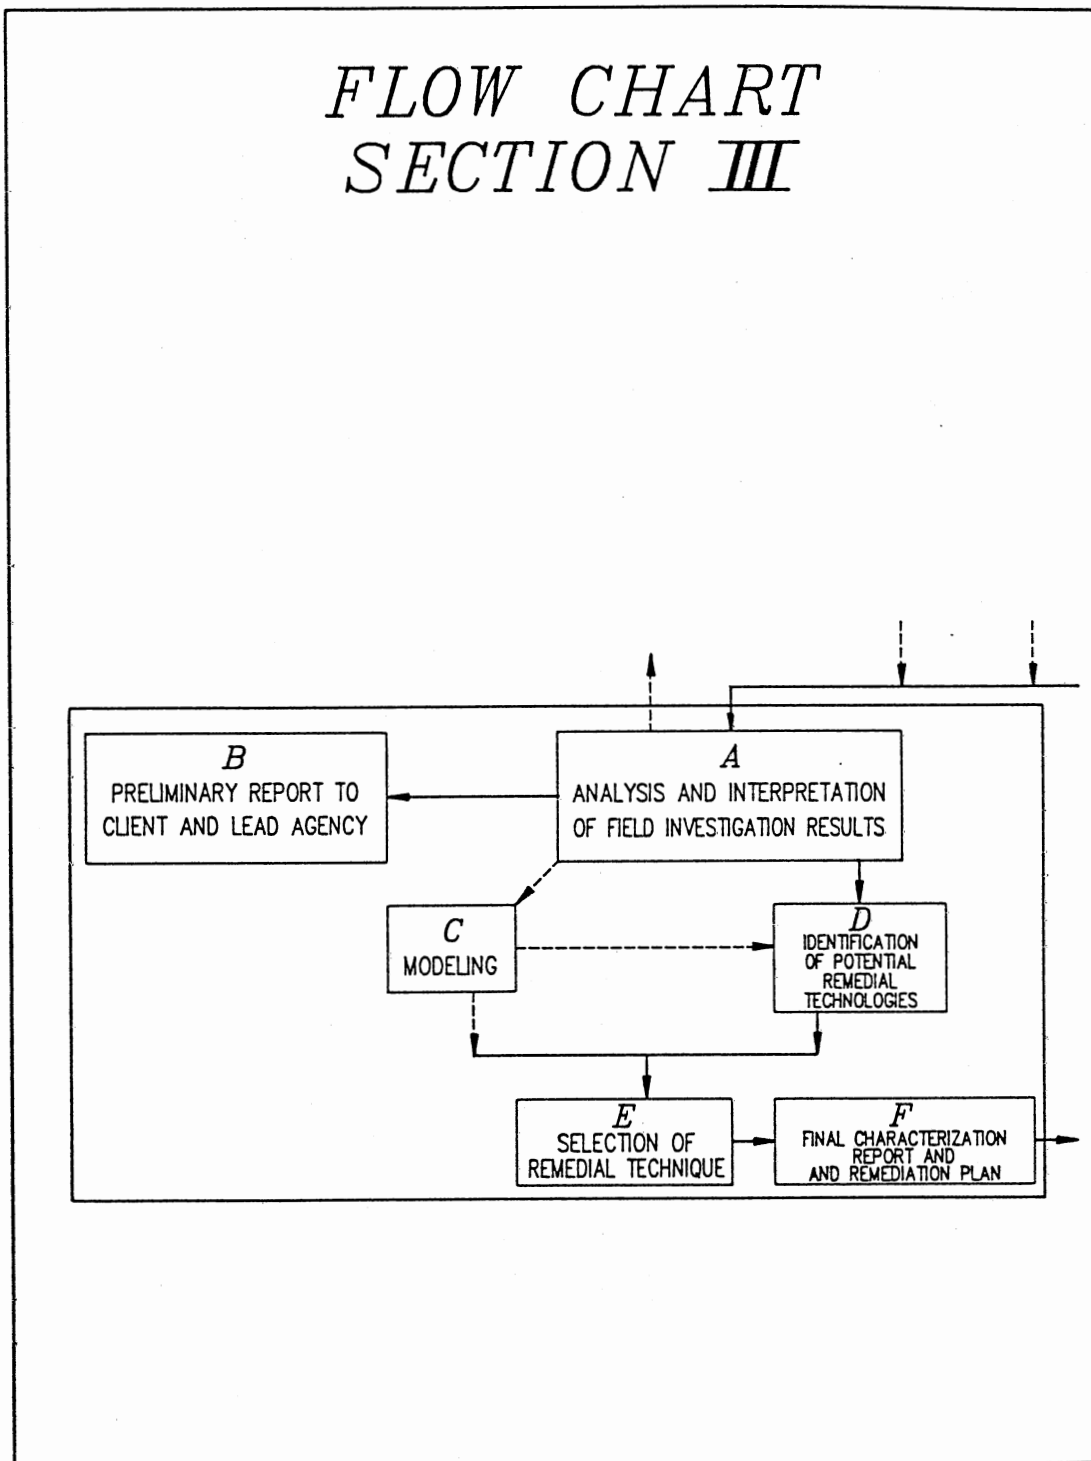 FLOW CHART
SECTION III
B
PRELIMINARY REPORT TO
CLIENT AND LEAD AGENCY
A
ANALYSIS AND INTERPRETATION
OF FIELD INVESTIGATION RESULTS
C
MODELING
D
IDENTIFICATION
OF POTENTIAL
REMEDIAL
TECHNOLOGIES
E
SELECTION OF
REMEDIAL TECHNIQUE
F
FINAL CHARACTERIZATION
REPORT AND
AND REMEDIATION PLAN